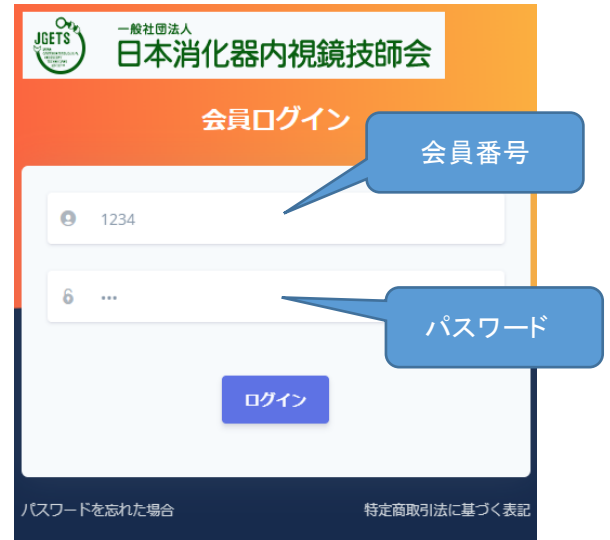 JGETS
一般社団法人
日本消化器内視鏡技師会
会員ログイン
会員番号
1234
•••
パスワード
ログイン
パスワードを忘れた場合
特定商取引法に基づく表記